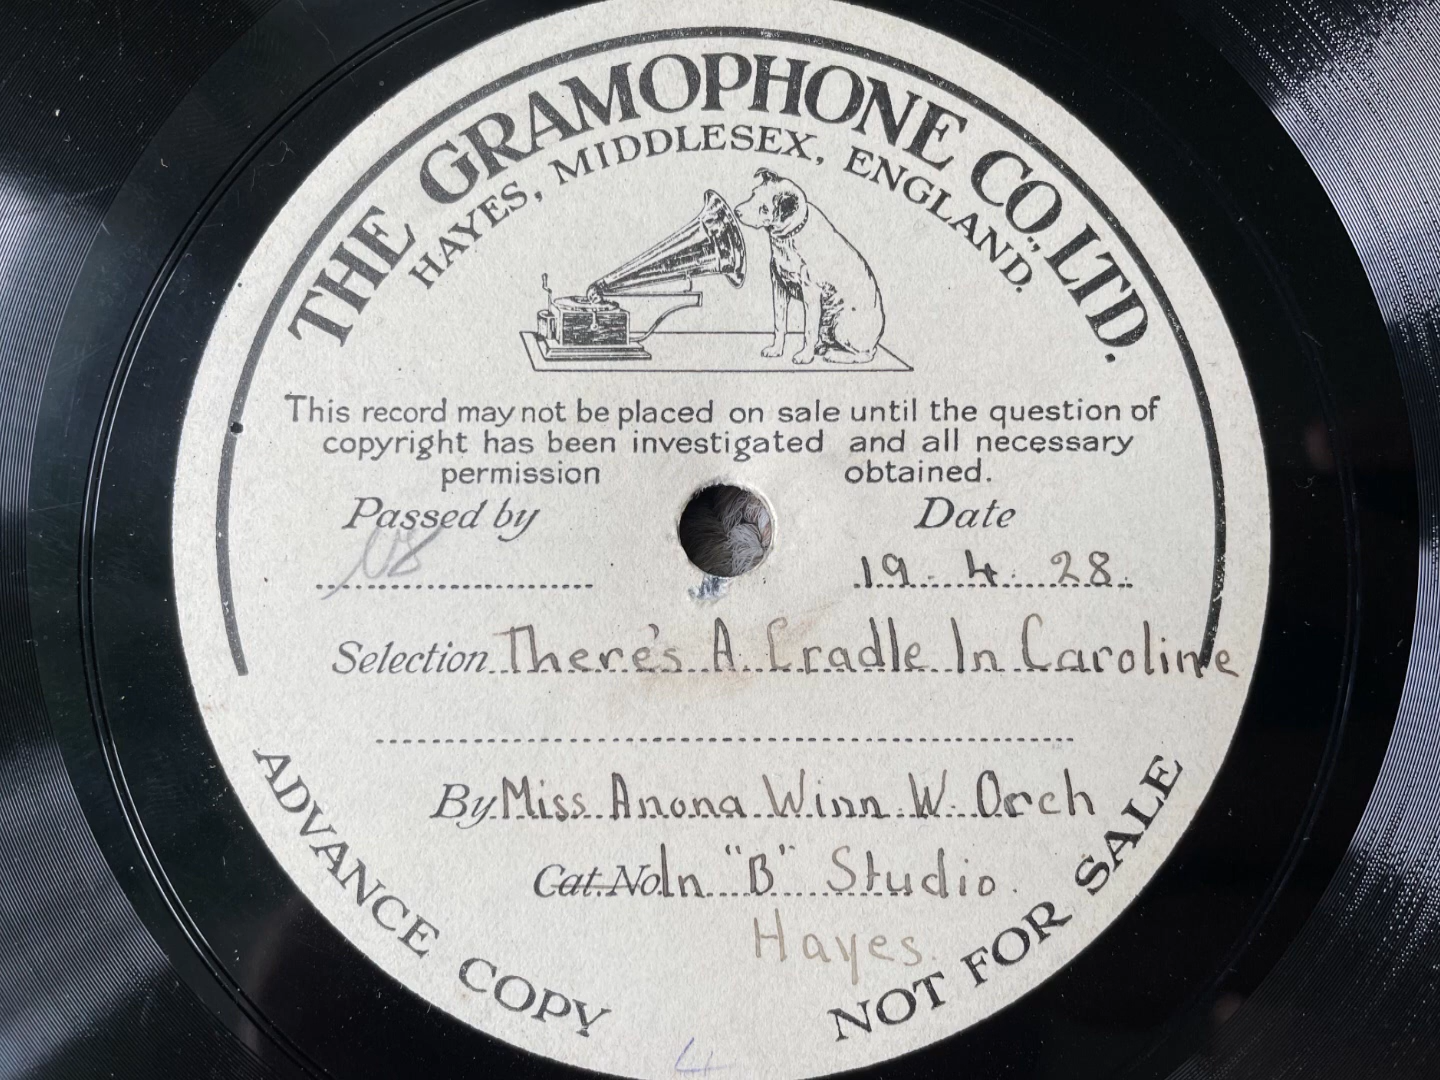 THE GRAMOPHONE CO., LTD.
HAYES, MIDDLESEX, ENGLAND.
This record may not be placed on sale until the question of
copyright has been investigated and all necessary
permission obtained.
Passed by Date
19. 4. 28.
Selection There's A Cradle In Caroline
By Miss Anona Winn W. Orch
Cat. No. In "B" Studio.
Hayes.
ADVANCE COPY
NOT FOR SALE
4